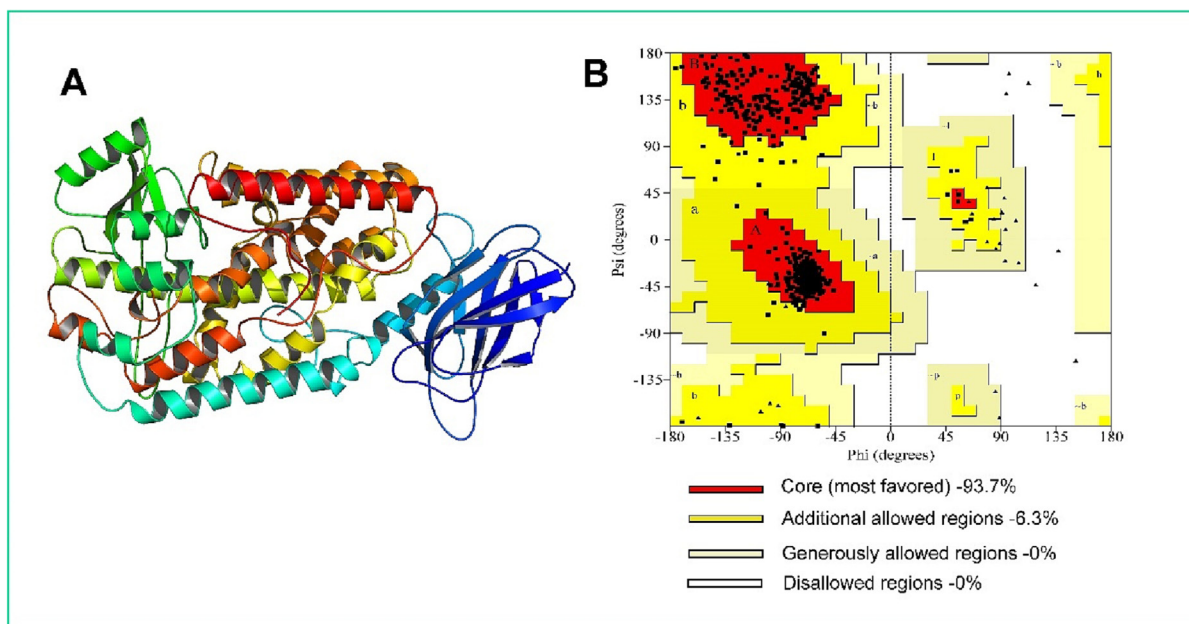 A
B
180
135
90
45
0
-45
-90
-135
Psi (degrees)
B
b
~b
b
~b
b
~l
l
a
A
~a
~b
b
~p
p
~b
-180
-135
-90
-45
0
45
90
135
180
Phi (degrees)
Core (most favored) -93.7%
Additional allowed regions -6.3%
Generously allowed regions -0%
Disallowed regions -0%